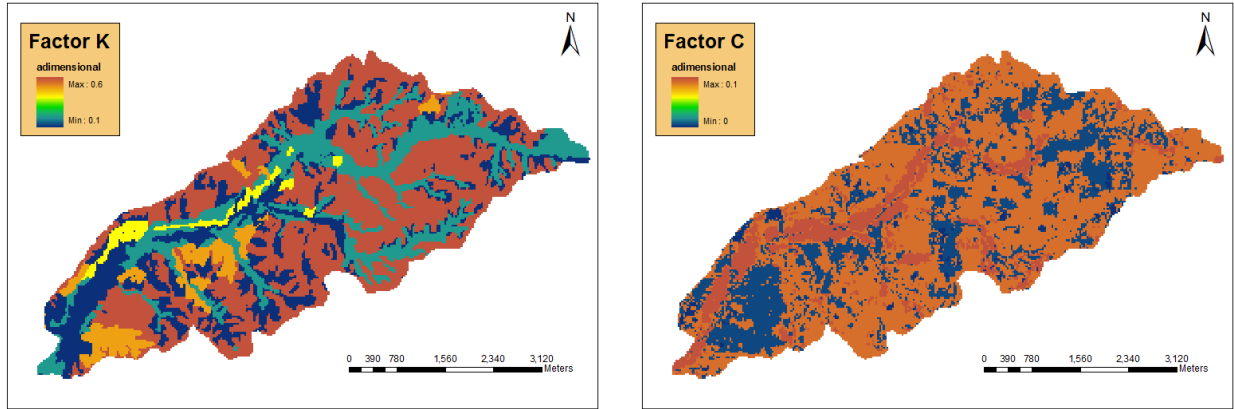 Factor K
adimensional
Max : 0.6
Min : 0.1
N
0 390 780 1,560 2,340 3,120
Meters
Factor C
adimensional
Max : 0.1
Min : 0
N
0 390 780 1,560 2,340 3,120
Meters